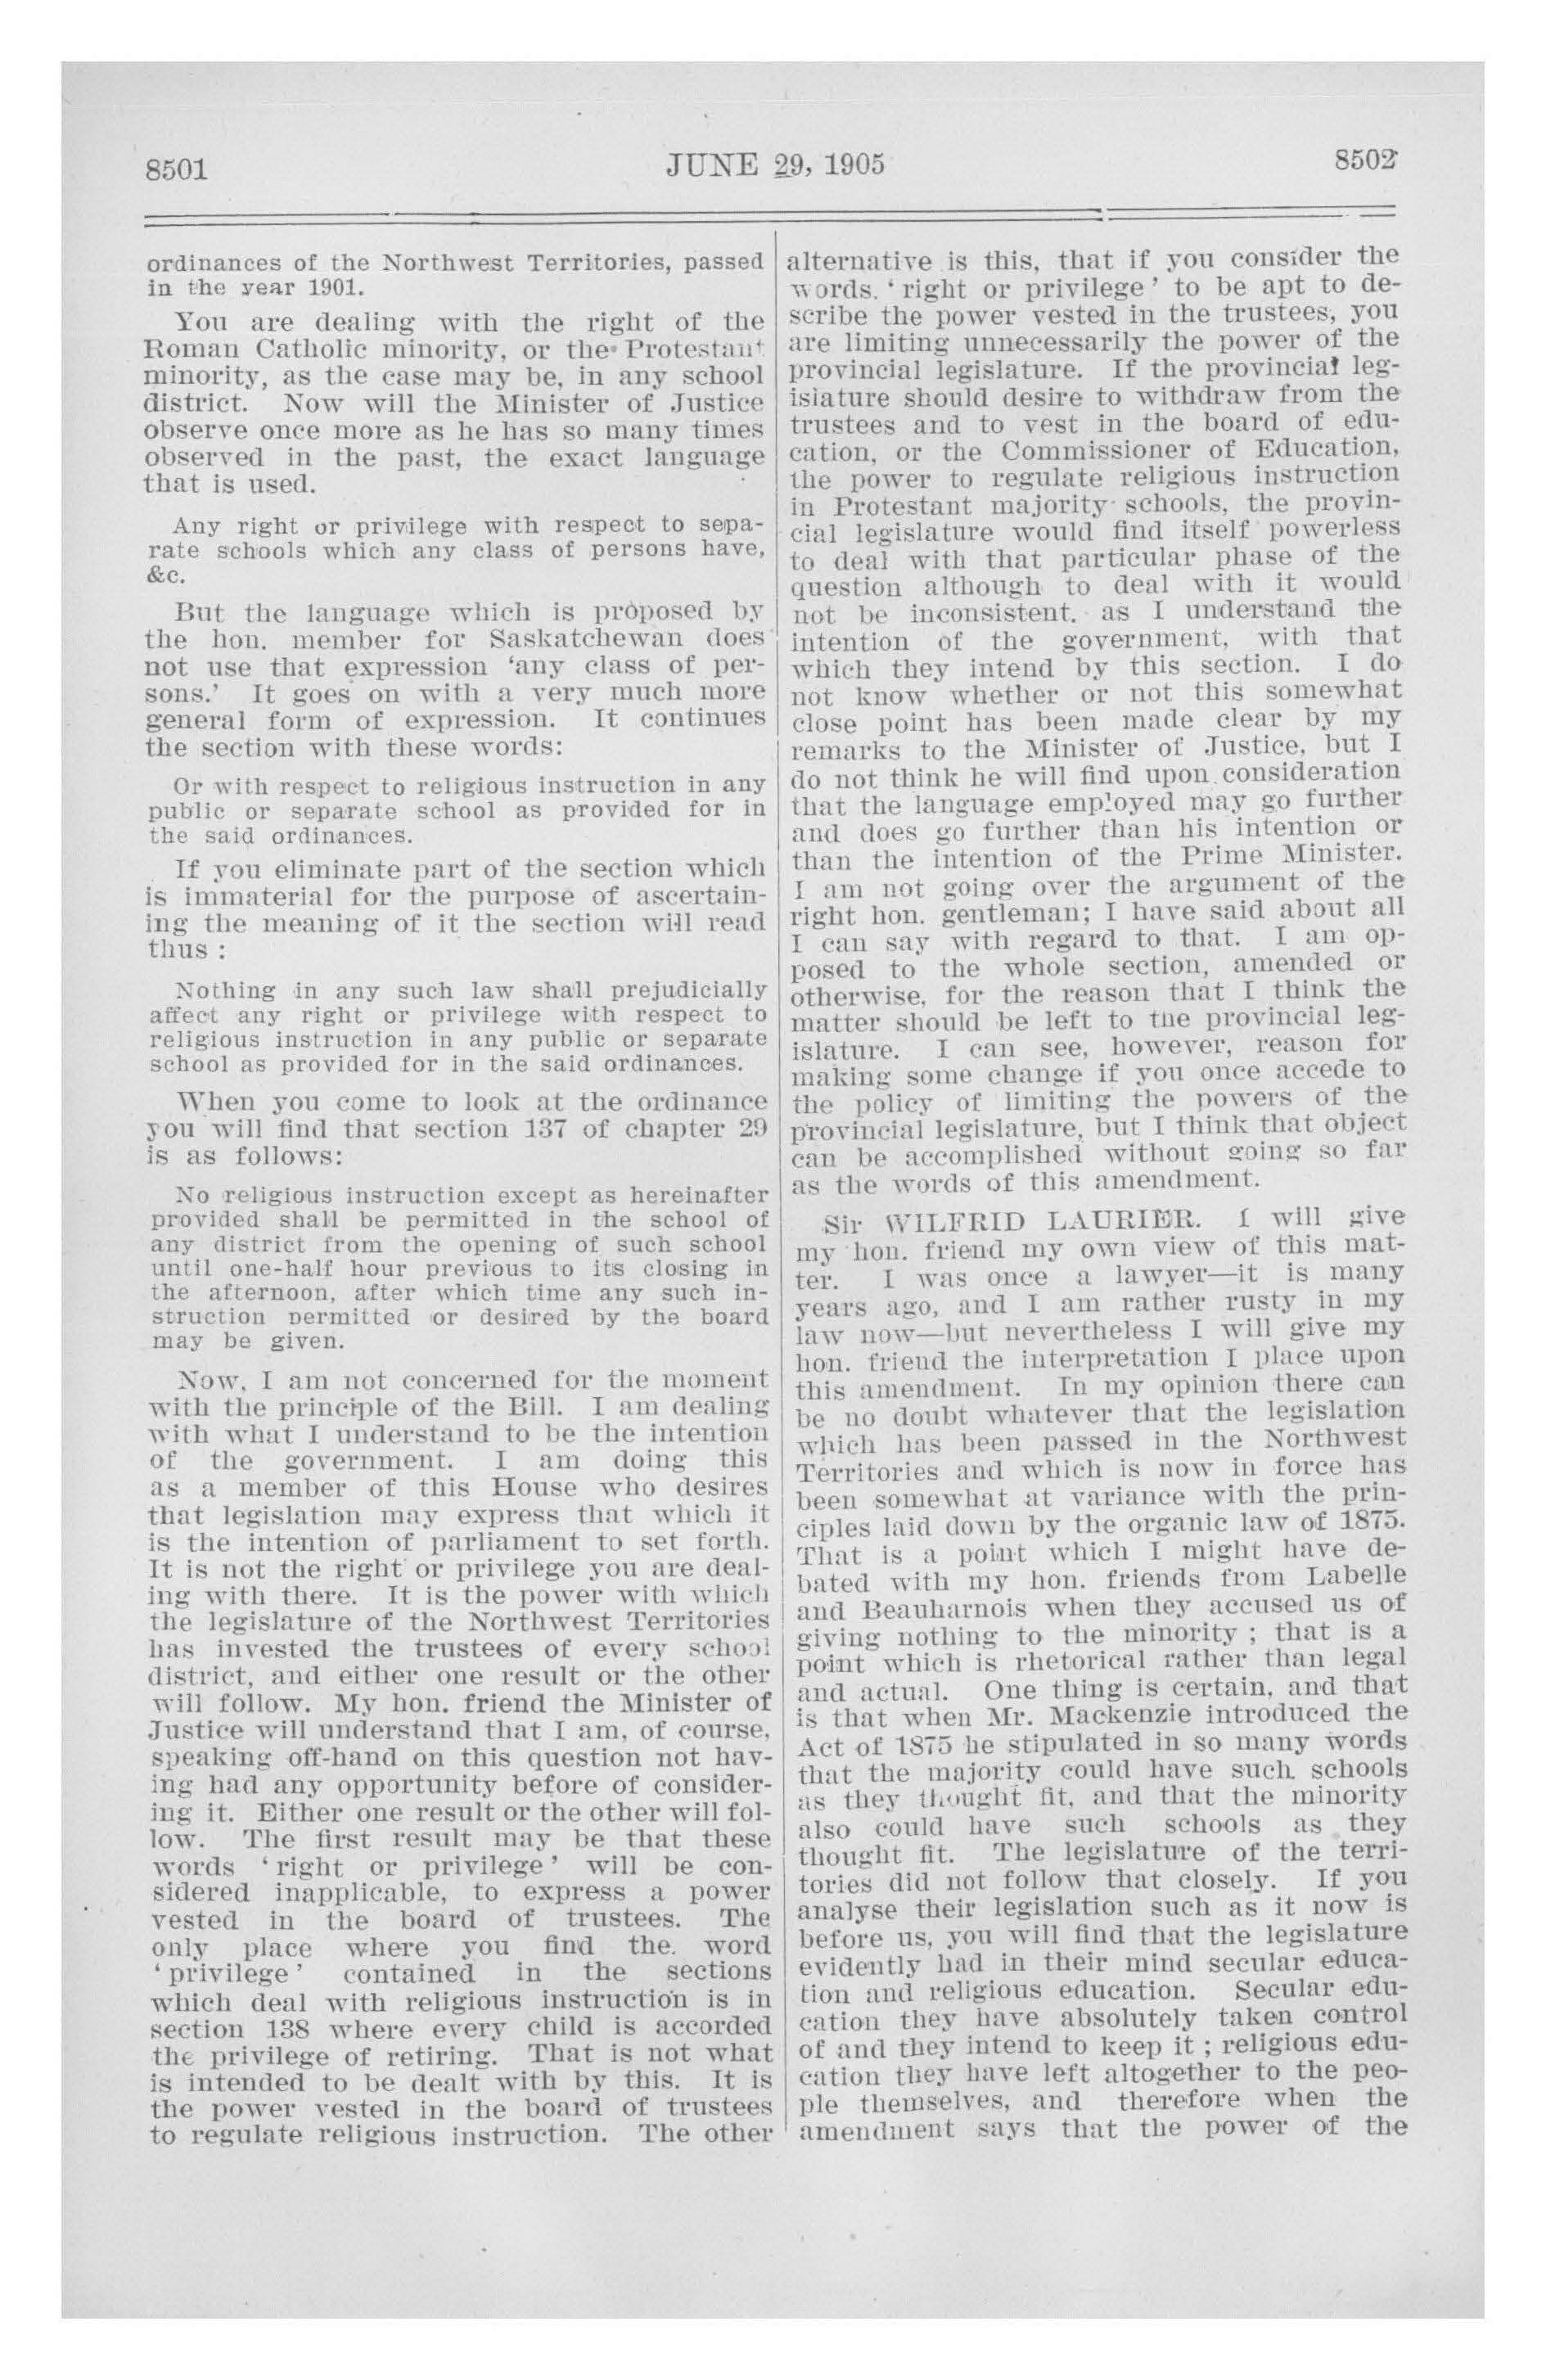 8501
JUNE 29, 1905
8502
ordinances of the Northwest Territories, passed
in the year 1901.
You are dealing with the right of the
Roman Catholic minority, or the Protestant
minority, as the case may be, in any school
district. Now will the Minister of Justice
observe once more as he has so many times
observed in the past, the exact language
that is used.
Any right or privilege with respect to sepa-
rate schools which any class of persons have,
&c.
But the language which is proposed by
the hon. member for Saskatchewan does
not use that expression 'any class of per-
sons.' It goes on with a very much more
general form of expression. It continues
the section with these words:
Or with respect to religious instruction in any
public or separate school as provided for in
the said ordinances.
If you eliminate part of the section which
is immaterial for the purpose of ascertain-
ing the meaning of it the section will read
thus :
Nothing in any such law shall prejudicially
affect any right or privilege with respect to
religious instruction in any public or separate
school as provided for in the said ordinances.
When you come to look at the ordinance
you will find that section 137 of chapter 29
is as follows:
No religious instruction except as hereinafter
provided shall be permitted in the school of
any district from the opening of such school
until one-half hour previous to its closing in
the afternoon, after which time any such in-
struction permitted or desired by the board
may be given.
Now, I am not concerned for the moment
with the principle of the Bill. I am dealing
with what I understand to be the intention
of the government. I am doing this
as a member of this House who desires
that legislation may express that which it
is the intention of parliament to set forth.
It is not the right or privilege you are deal-
ing with there. It is the power with which
the legislature of the Northwest Territories
has invested the trustees of every school
district, and either one result or the other
will follow. My hon. friend the Minister of
Justice will understand that I am, of course,
speaking off-hand on this question not hav-
ing had any opportunity before of consider-
ing it. Either one result or the other will fol-
low. The first result may be that these
words 'right or privilege' will be con-
sidered inapplicable, to express a power
vested in the board of trustees. The
only place where you find the. word
'privilege' contained in the sections
which deal with religious instruction is in
section 138 where every child is accorded
the privilege of retiring. That is not what
is intended to be dealt with by this. It is
the power vested in the board of trustees
to regulate religious instruction. The other
alternative is this, that if you consider the
words. 'right or privilege' to be apt to de-
scribe the power vested in the trustees, you
are limiting unnecessarily the power of the
provincial legislature. If the provincial leg-
islature should desire to withdraw from the
trustees and to vest in the board of edu-
cation, or the Commissioner of Education,
the power to regulate religious instruction
in Protestant majority schools, the provin-
cial legislature would find itself powerless
to deal with that particular phase of the
question although to deal with it would
not be inconsistent. as I understand the
intention of the government, with that
which they intend by this section. I do
not know whether or not this somewhat
close point has been made clear by my
remarks to the Minister of Justice, but I
do not think he will find upon consideration
that the language employed may go further
and does go further than his intention or
than the intention of the Prime Minister.
I am not going over the argument of the
right hon. gentleman; I have said about all
I can say with regard to that. I am op-
posed to the whole section, amended or
otherwise, for the reason that I think the
matter should be left to the provincial leg-
islature. I can see, however, reason for
making some change if you once accede to
the policy of limiting the powers of the
provincial legislature, but I think that object
can be accomplished without going so far
as the words of this amendment.
Sir WILFRID LAURIER. I will give
my hon. friend my own view of this mat-
ter. I was once a lawyer—it is many
years ago, and I am rather rusty in my
law now—but nevertheless I will give my
hon. friend the interpretation I place upon
this amendment. In my opinion there can
be no doubt whatever that the legislation
which has been passed in the Northwest
Territories and which is now in force has
been somewhat at variance with the prin-
ciples laid down by the organic law of 1875.
That is a point which I might have de-
bated with my hon. friends from Labelle
and Beauharnois when they accused us of
giving nothing to the minority ; that is a
point which is rhetorical rather than legal
and actual. One thing is certain, and that
is that when Mr. Mackenzie introduced the
Act of 1875 he stipulated in so many words
that the majority could have such schools
as they thought fit, and that the minority
also could have such schools as they
thought fit. The legislature of the terri-
tories did not follow that closely. If you
analyse their legislation such as it now is
before us, you will find that the legislature
evidently had in their mind secular educa-
tion and religious education. Secular edu-
cation they have absolutely taken control
of and they intend to keep it ; religious edu-
cation they have left altogether to the peo-
ple themselves, and therefore when the
amendment says that the power of the